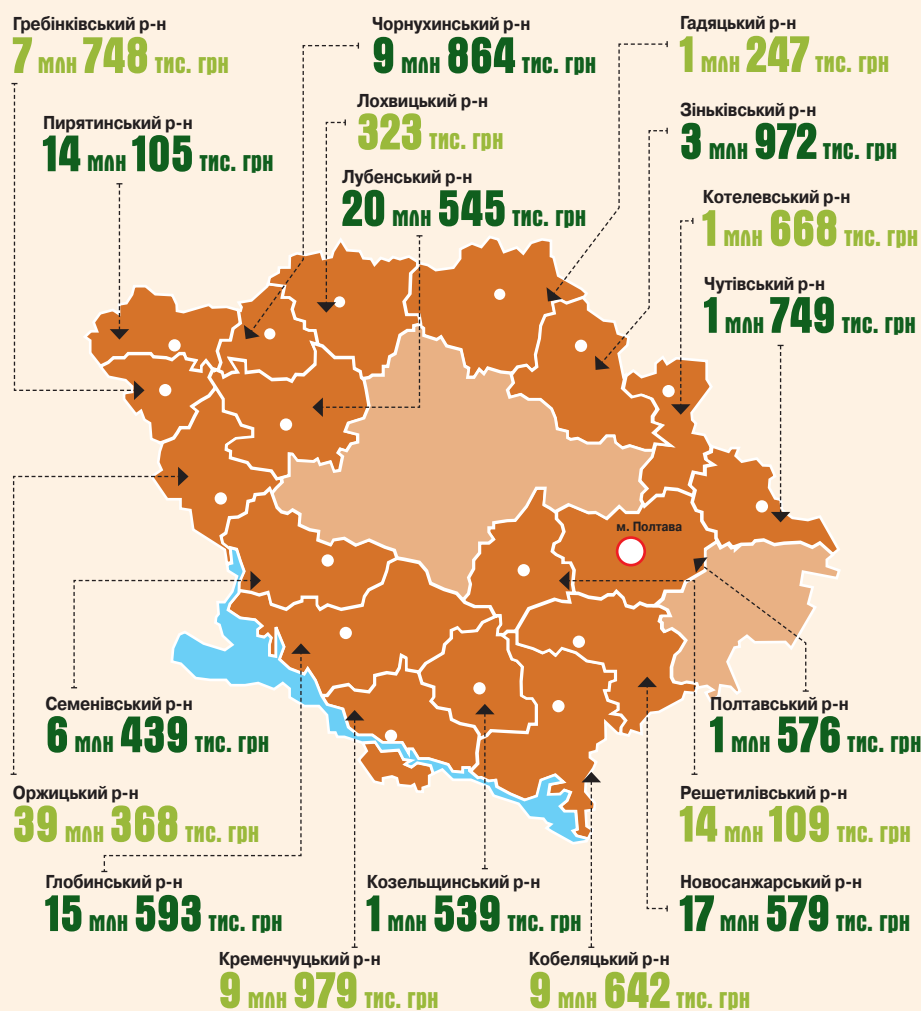 Гребінківський р-н
7 млн 748 тис. грн
Чорнухинський р-н
9 млн 864 тис. грн
Гадяцький р-н
1 млн 247 тис. грн
Пирятинський р-н
14 млн 105 тис. грн
Лохвицький р-н
323 тис. грн
Зіньківський р-н
3 млн 972 тис. грн
Лубенський р-н
20 млн 545 тис. грн
Котелевський р-н
1 млн 668 тис. грн
Чутівський р-н
1 млн 749 тис. грн
м. Полтава
Семенівський р-н
6 млн 439 тис. грн
Полтавський р-н
1 млн 576 тис. грн
Оржицький р-н
39 млн 368 тис. грн
Решетилівський р-н
14 млн 109 тис. грн
Глобинський р-н
15 млн 593 тис. грн
Козельщинський р-н
1 млн 539 тис. грн
Новосанжарський р-н
17 млн 579 тис. грн
Кременчуцький р-н
9 млн 979 тис. грн
Кобеляцький р-н
9 млн 642 тис. грн